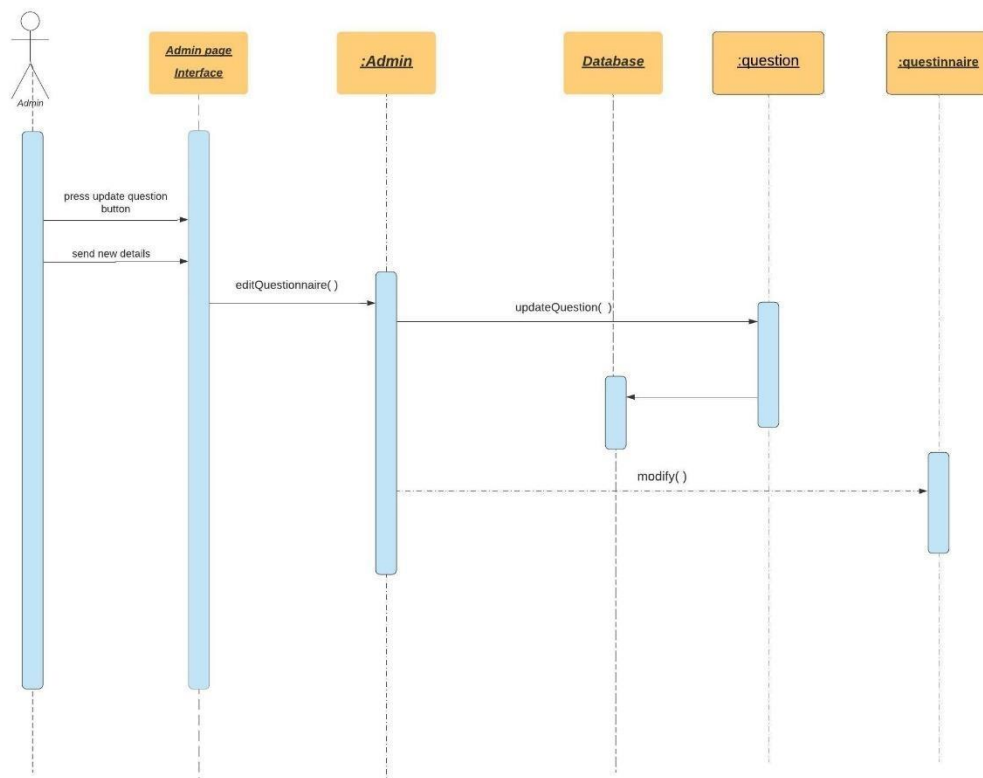 Admin
Admin page
Interface
:Admin
Database
:question
:questinnaire
press update question
button
send new details
editQuestionnaire( )
updateQuestion(  )
modify( )